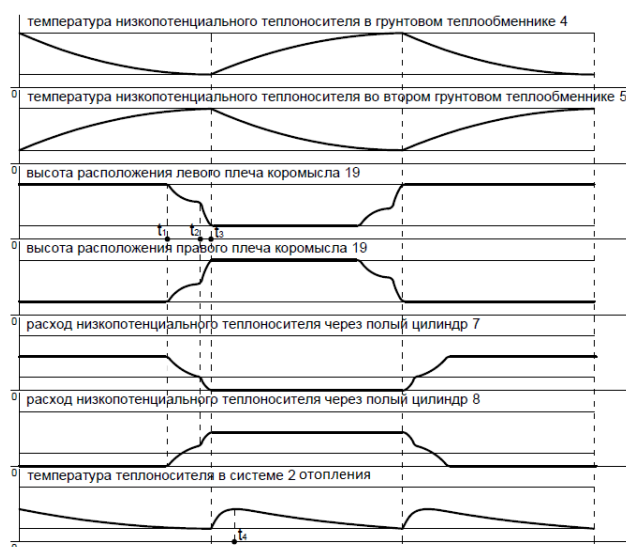 температура низкопотенциального теплоносителя в грунтовом теплообменнике 4
0
температура низкопотенциального теплоносителя во втором грунтовом теплообменнике 5
0
высота расположения левого плеча коромысла 19
t1 t2 t3
0
высота расположения правого плеча коромысла 19
0
расход низкопотенциального теплоносителя через полый цилиндр 7
0
расход низкопотенциального теплоносителя через полый цилиндр 8
0
температура теплоносителя в системе 2 отопления
t4
0